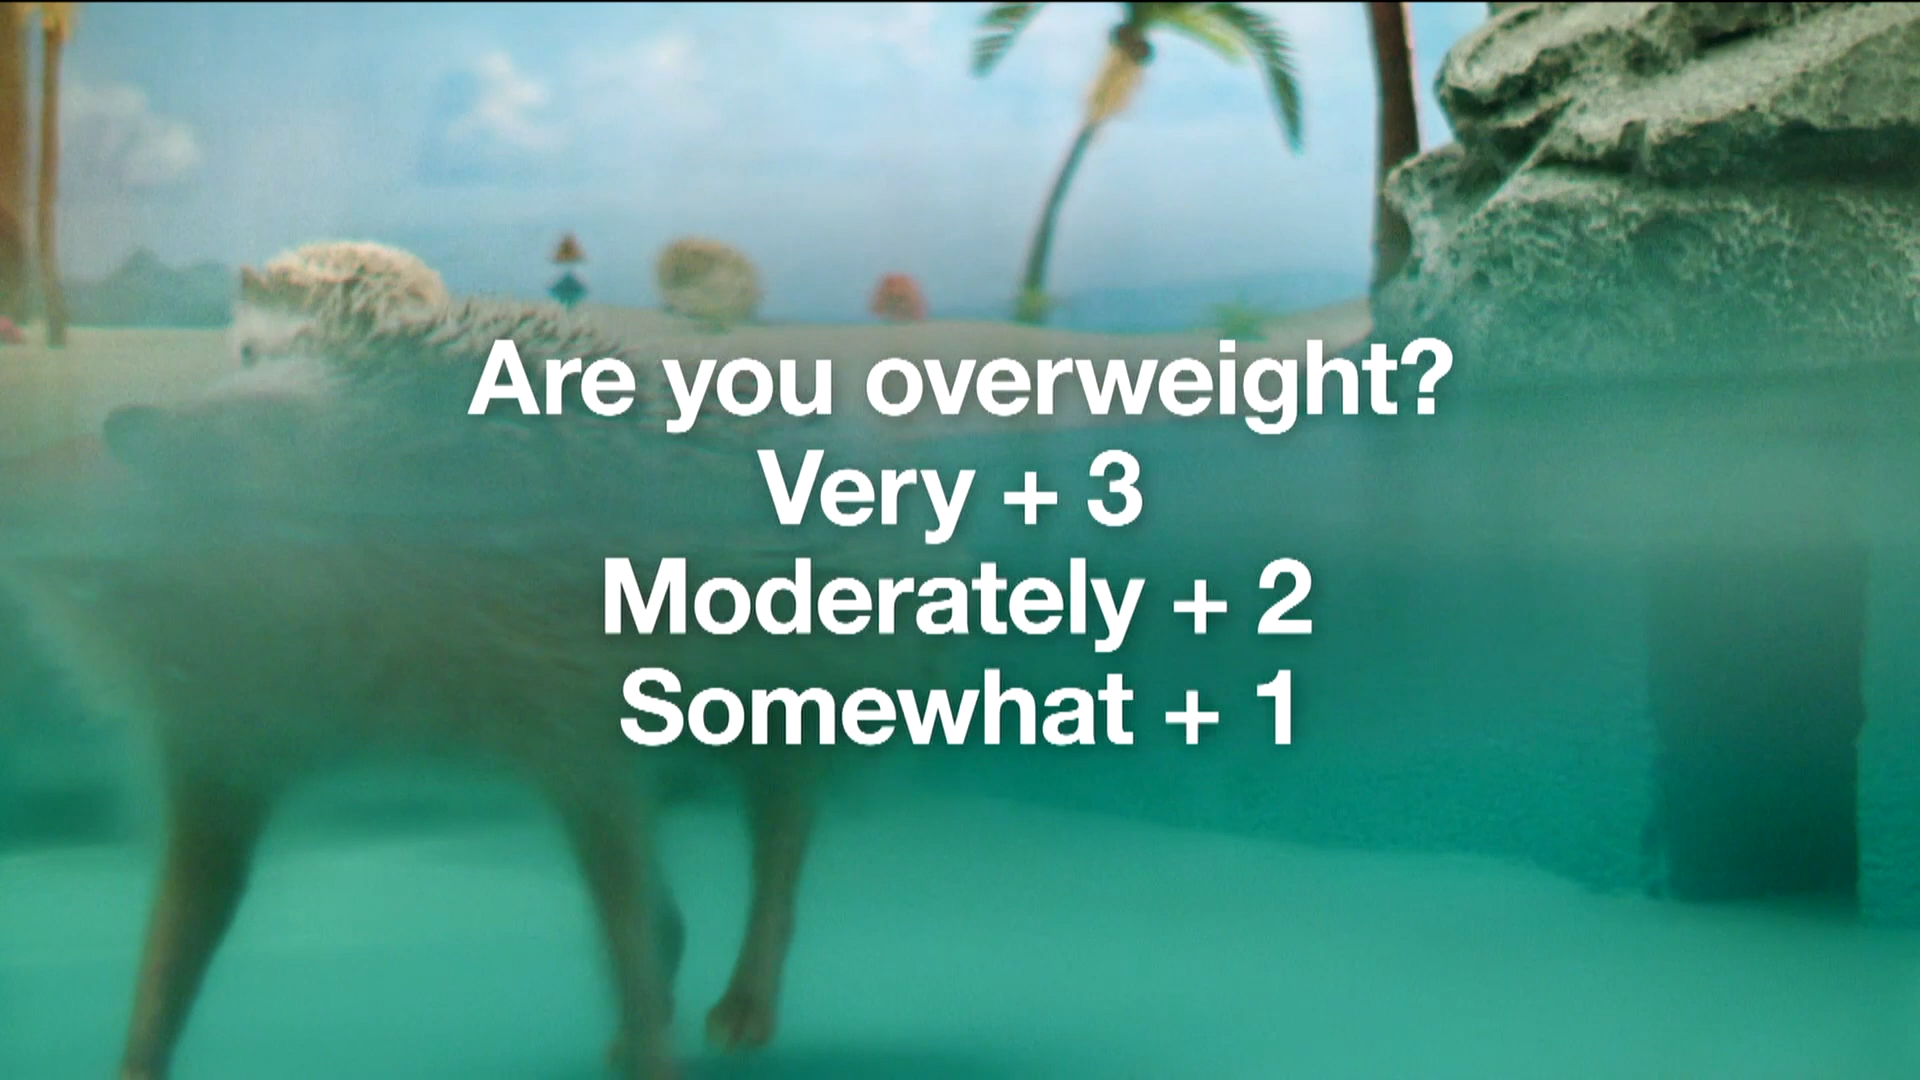 Are you overweight?
Very + 3
Moderately + 2
Somewhat + 1